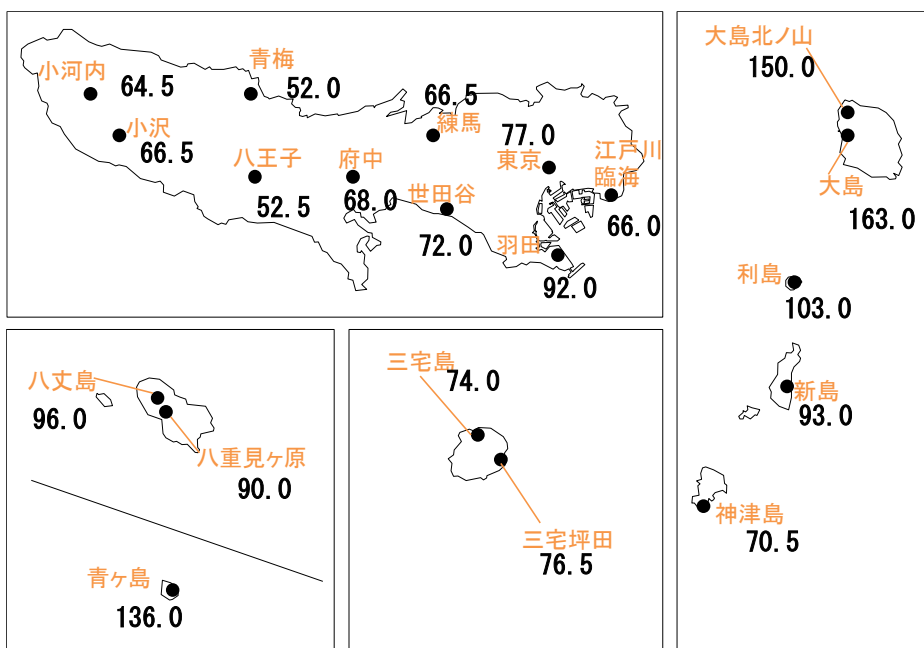 小河内
64.5
青梅
52.0
66.5
練馬
小沢
66.5
八王子
52.5
府中
68.0
世田谷
72.0
77.0
東京
江戸川
臨海
66.0
羽田
92.0
大島北ノ山
150.0
大島
163.0
利島
103.0
新島
93.0
神津島
70.5
八丈島
96.0
八重見ヶ原
90.0
青ヶ島
136.0
三宅島
74.0
三宅坪田
76.5